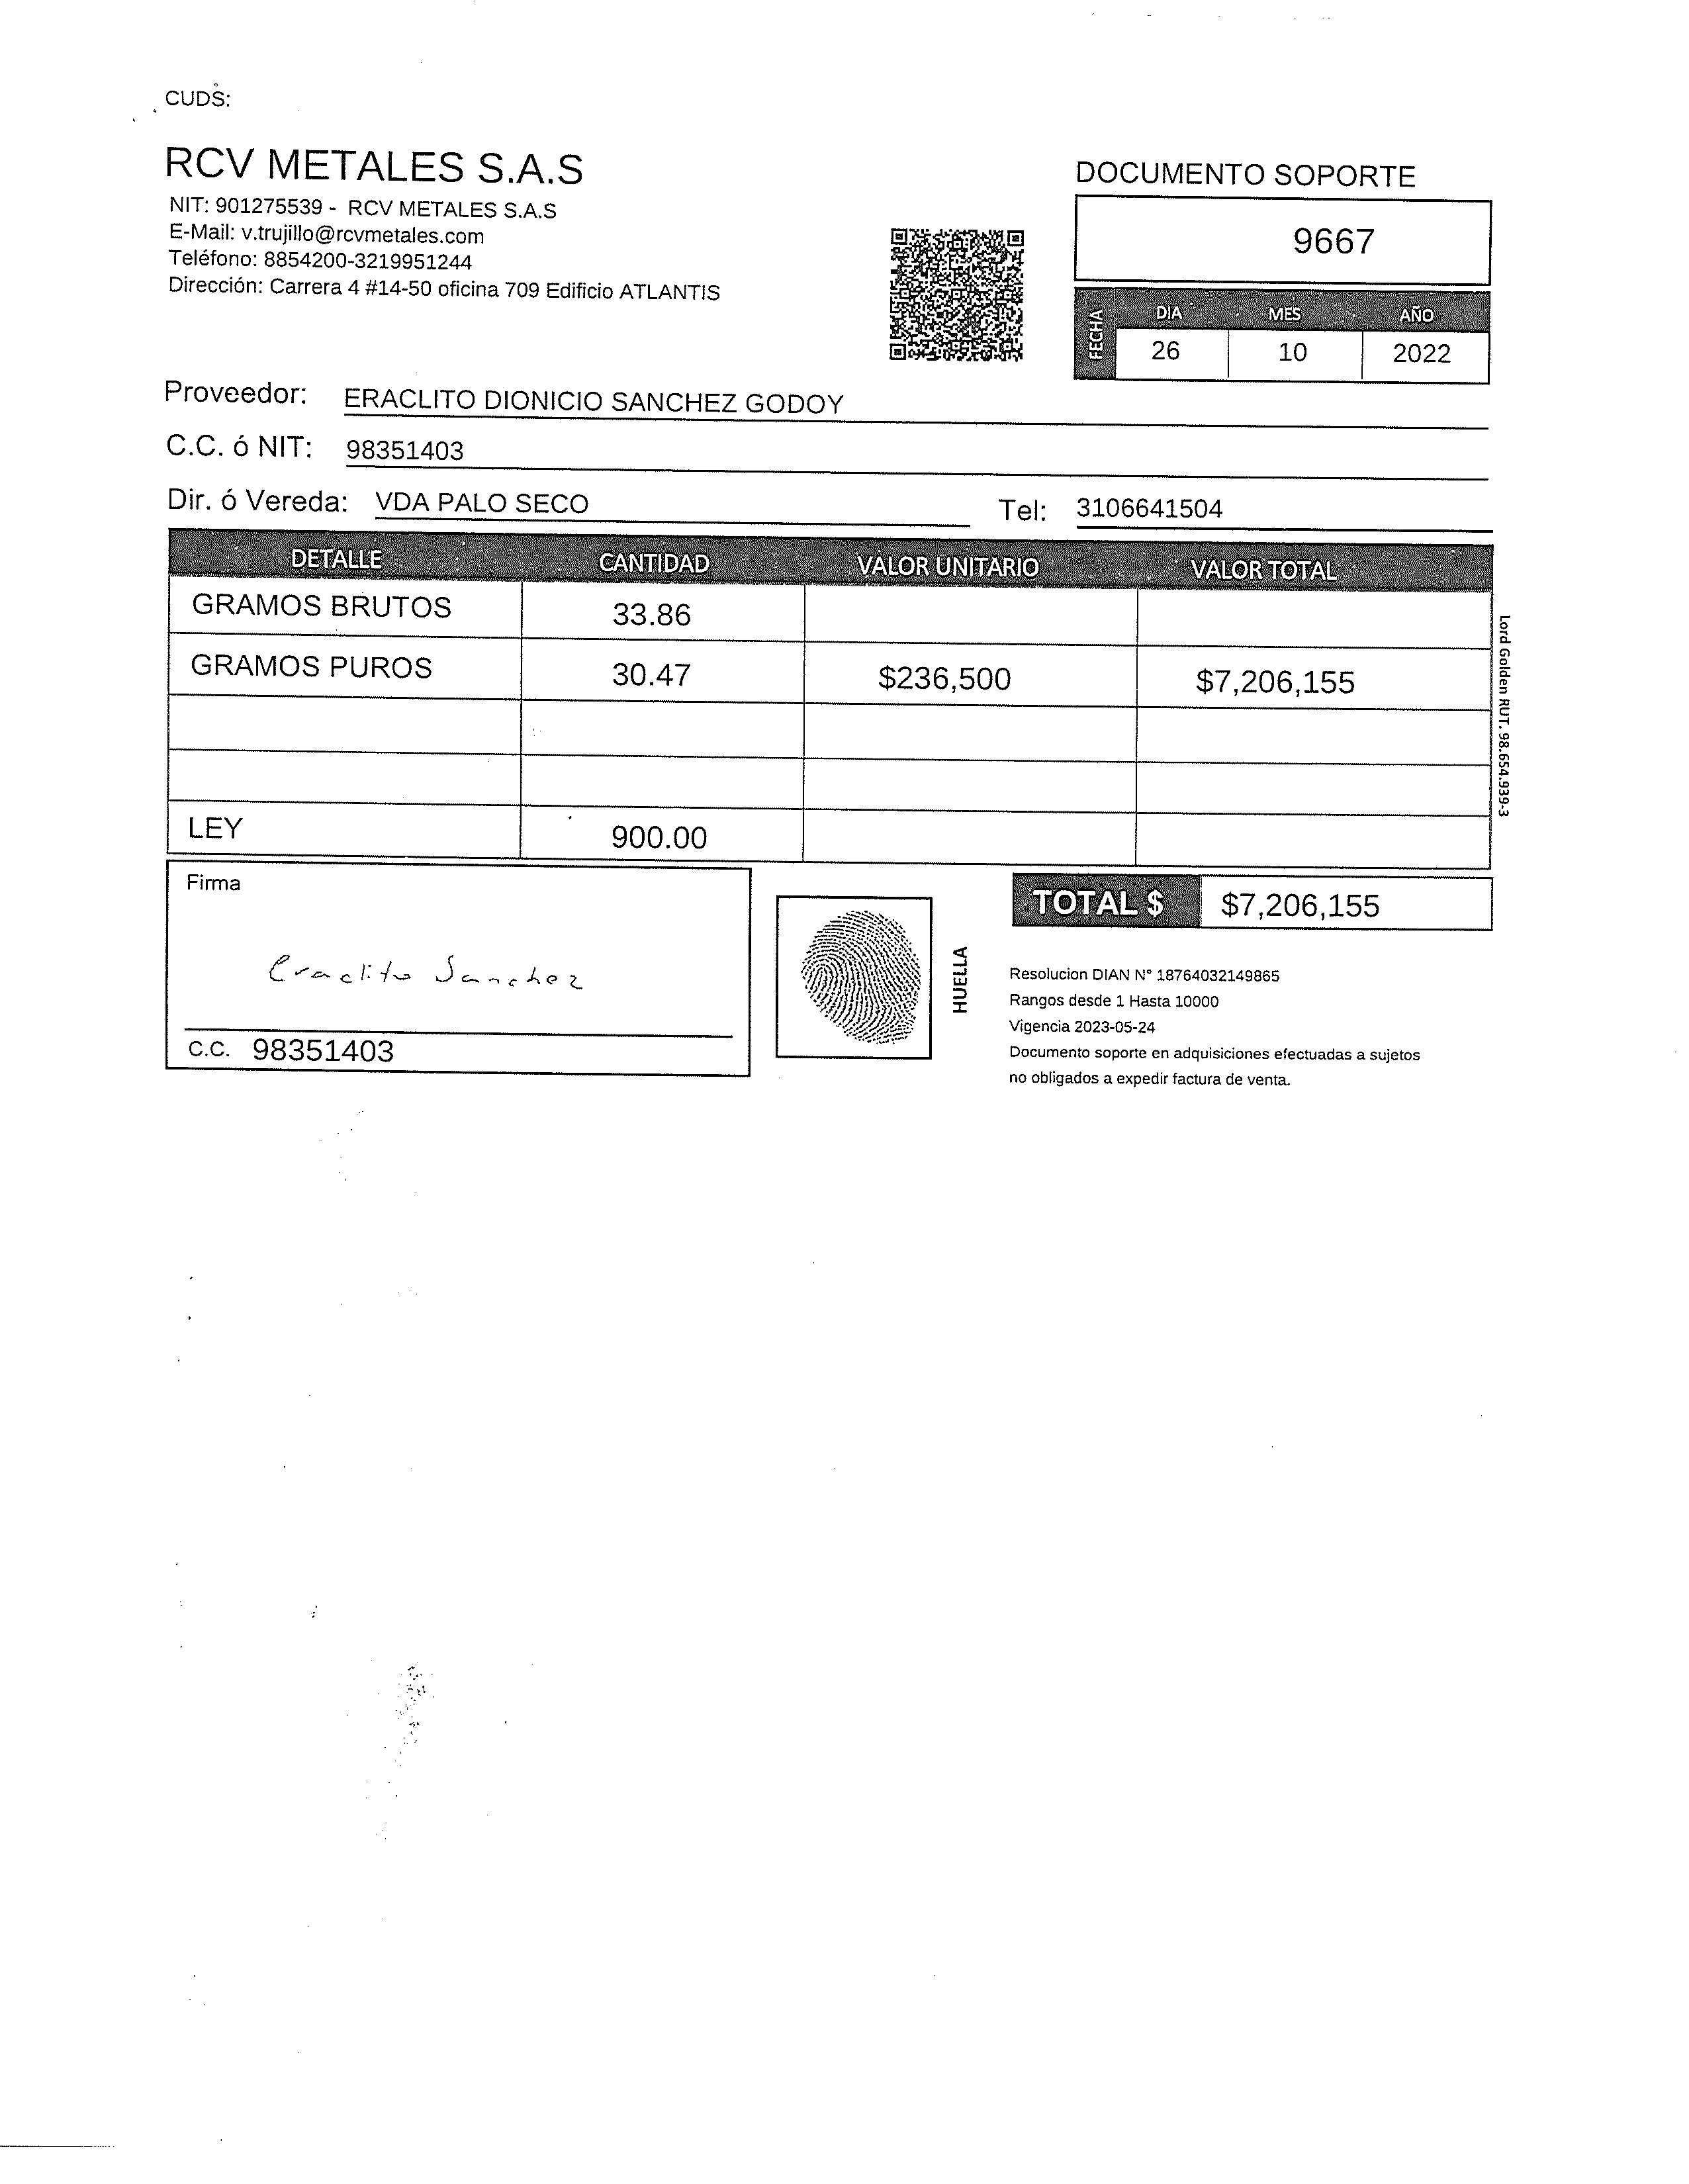 CUDS:
RCV METALES S.A.S
NIT: 901275539 - RCV METALES S.A.S
E-Mail: v.trujillo@rcvmetales.com
Teléfono: 8854200-3219951244
Dirección: Carrera 4 #14-50 oficina 709 Edificio ATLANTIS
DOCUMENTO SOPORTE
9667
FECHA
DIA MES AÑO
26 10 2022
Proveedor: ERACLITO DIONICIO SANCHEZ GODOY
C.C. ó NIT: 98351403
Dir. ó Vereda: VDA PALO SECO Tel: 3106641504
DETALLE CANTIDAD VALOR UNITARIO VALOR TOTAL
GRAMOS BRUTOS 33.86
GRAMOS PUROS 30.47 $236,500 $7,206,155
LEY 900.00
Lord Golden RUT. 98.654.939-3
Firma
Eraclito Sanchez
C.C. 98351403
HUELLA
TOTAL $ $7,206,155
Resolucion DIAN N° 18764032149865
Rangos desde 1 Hasta 10000
Vigencia 2023-05-24
Documento soporte en adquisiciones efectuadas a sujetos
no obligados a expedir factura de venta.